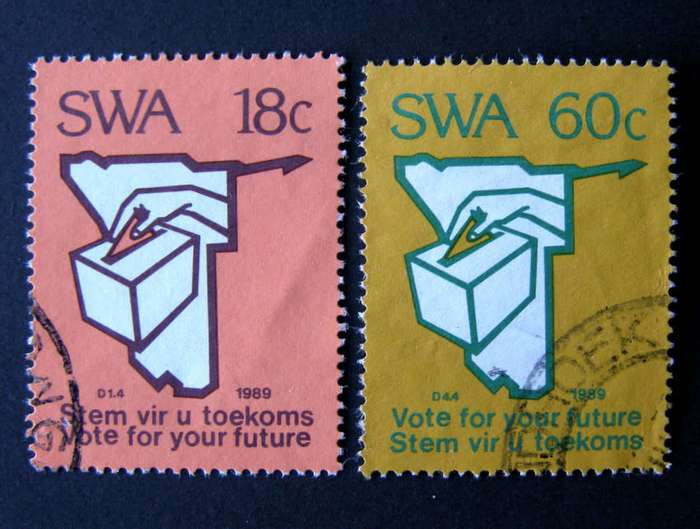 SWA 18c
D1.4 1989
Stem vir u toekoms
Vote for your future
SWA 60c
D4.4 1989
Vote for your future
Stem vir u toekoms